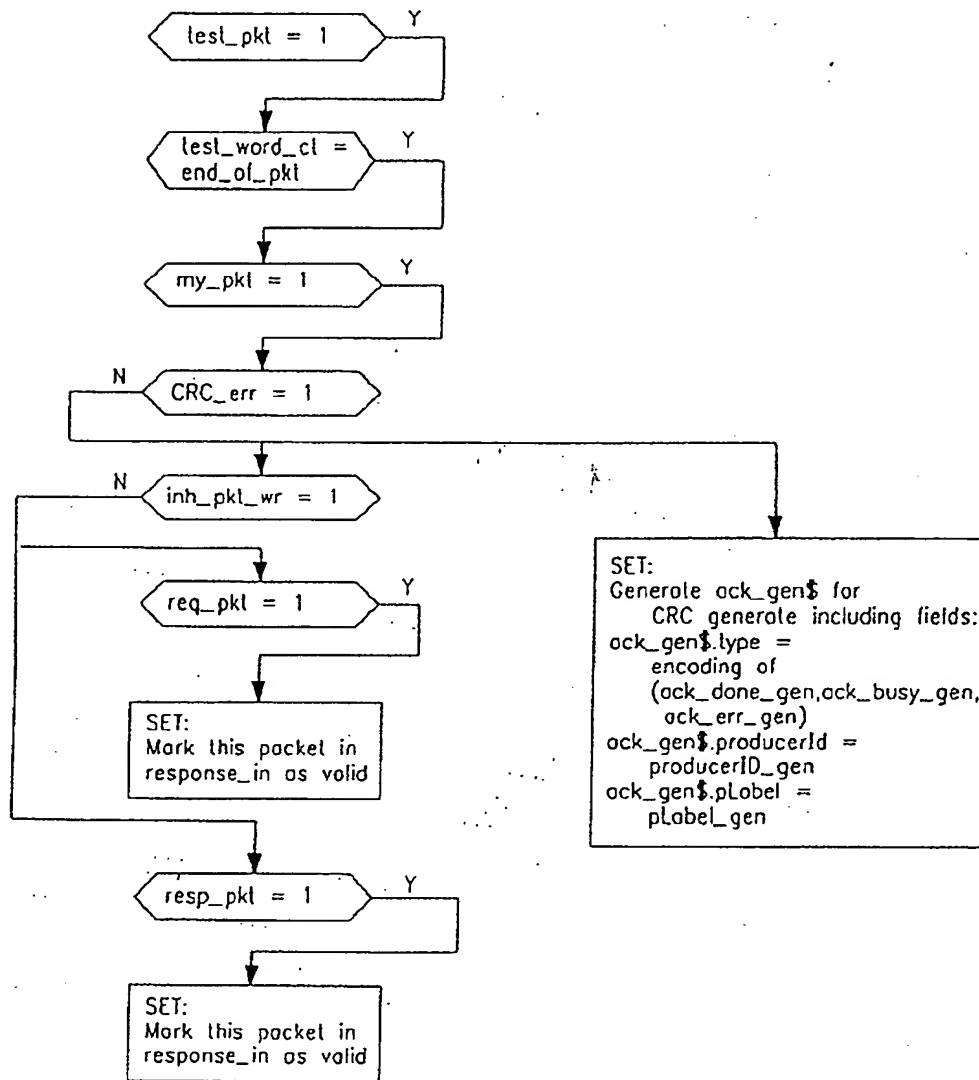 Y
test_pkt = 1
Y
test_word_ct =
end_of_pkt
Y
my_pkt = 1
N
CRC_err = 1
N
inh_pkt_wr = 1
Y
req_pkt = 1
SET:
Mark this packet in
response_in as valid
Y
resp_pkt = 1
SET:
Mark this packet in
response_in as valid
SET:
Generate ack_gen$ for
CRC generate including fields:
ack_gen$.type =
encoding of
(ack_done_gen,ack_busy_gen,
ack_err_gen)
ack_gen$.producerId =
producerID_gen
ack_gen$.pLabel =
pLabel_gen